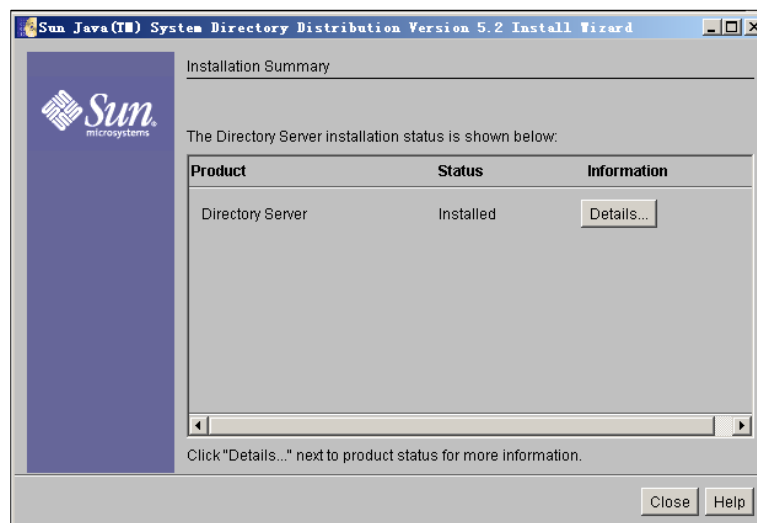 Sun Java(TM) System Directory Distribution Version 5.2 Install Wizard
Installation Summary
Sun.
microsystems
The Directory Server installation status is shown below:
Product Status Information
Directory Server Installed Details...
Click "Details..." next to product status for more information.
Close Help